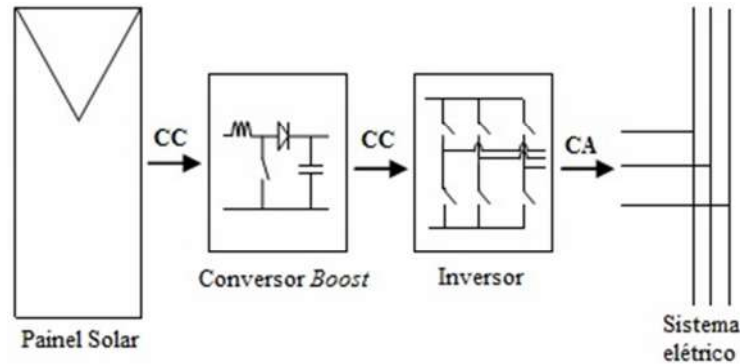 CC
CC
CA
Painel Solar
Conversor Boost
Inversor
Sistema
elétrico